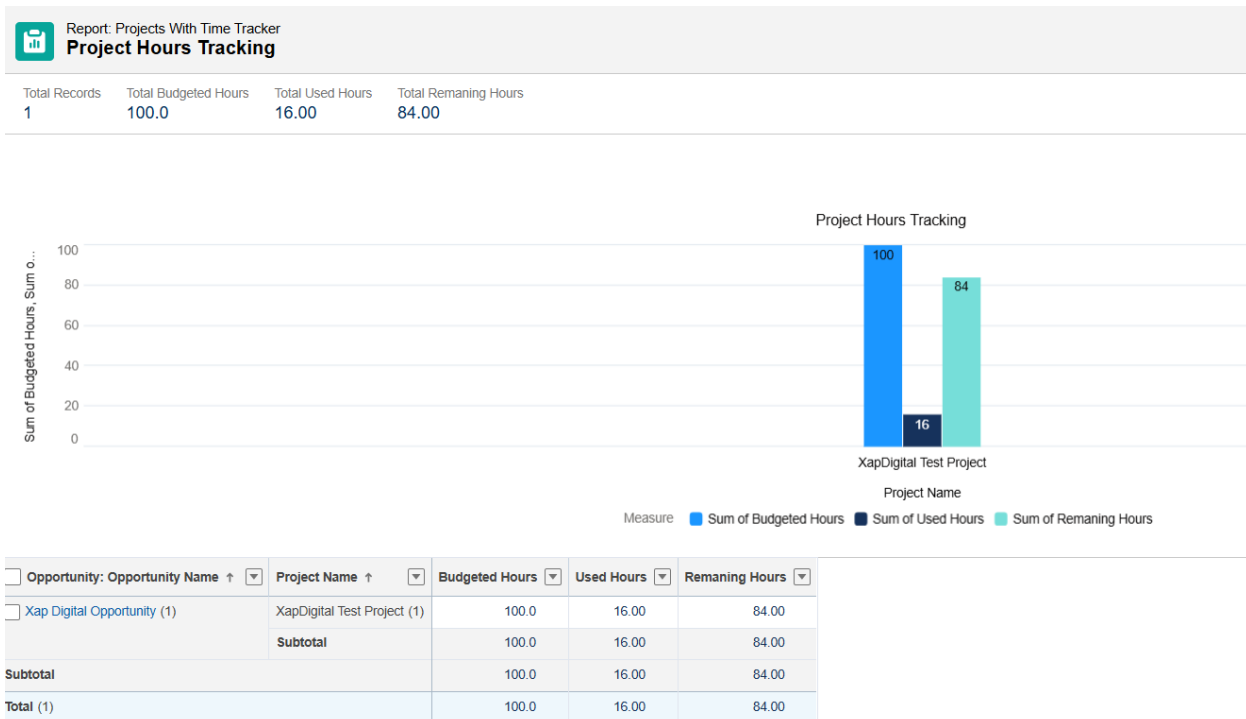 Report: Projects With Time Tracker
Project Hours Tracking
Total Records Total Budgeted Hours Total Used Hours Total Remaning Hours
1 100.0 16.00 84.00
Project Hours Tracking
Sum of Budgeted Hours, Sum o...
100
80
60
40
20
0
100
16
84
XapDigital Test Project
Project Name
Measure Sum of Budgeted Hours Sum of Used Hours Sum of Remaning Hours
Opportunity: Opportunity Name ↑ Project Name ↑ Budgeted Hours Used Hours Remaning Hours
Xap Digital Opportunity (1) XapDigital Test Project (1) 100.0 16.00 84.00
Subtotal 100.0 16.00 84.00
Subtotal 100.0 16.00 84.00
Total (1) 100.0 16.00 84.00